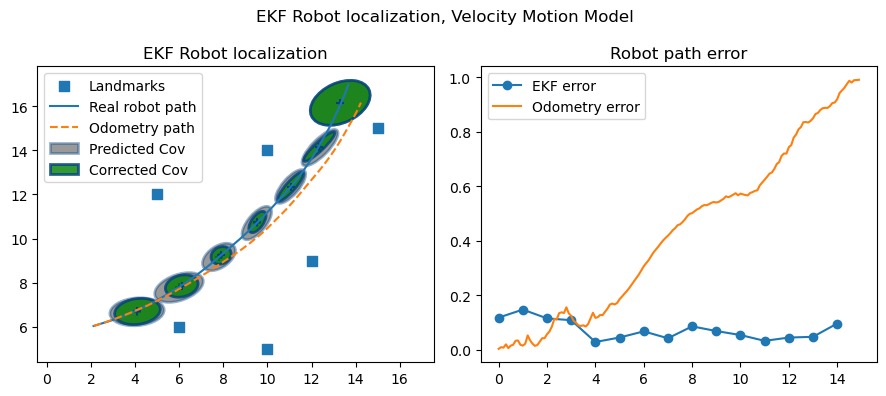 EKF Robot localization, Velocity Motion Model
EKF Robot localization
Landmarks
Real robot path
Odometry path
Predicted Cov
Corrected Cov
16
14
12
10
8
6
0 2 4 6 8 10 12 14 16
Robot path error
EKF error
Odometry error
1.0
0.8
0.6
0.4
0.2
0.0
0 2 4 6 8 10 12 14